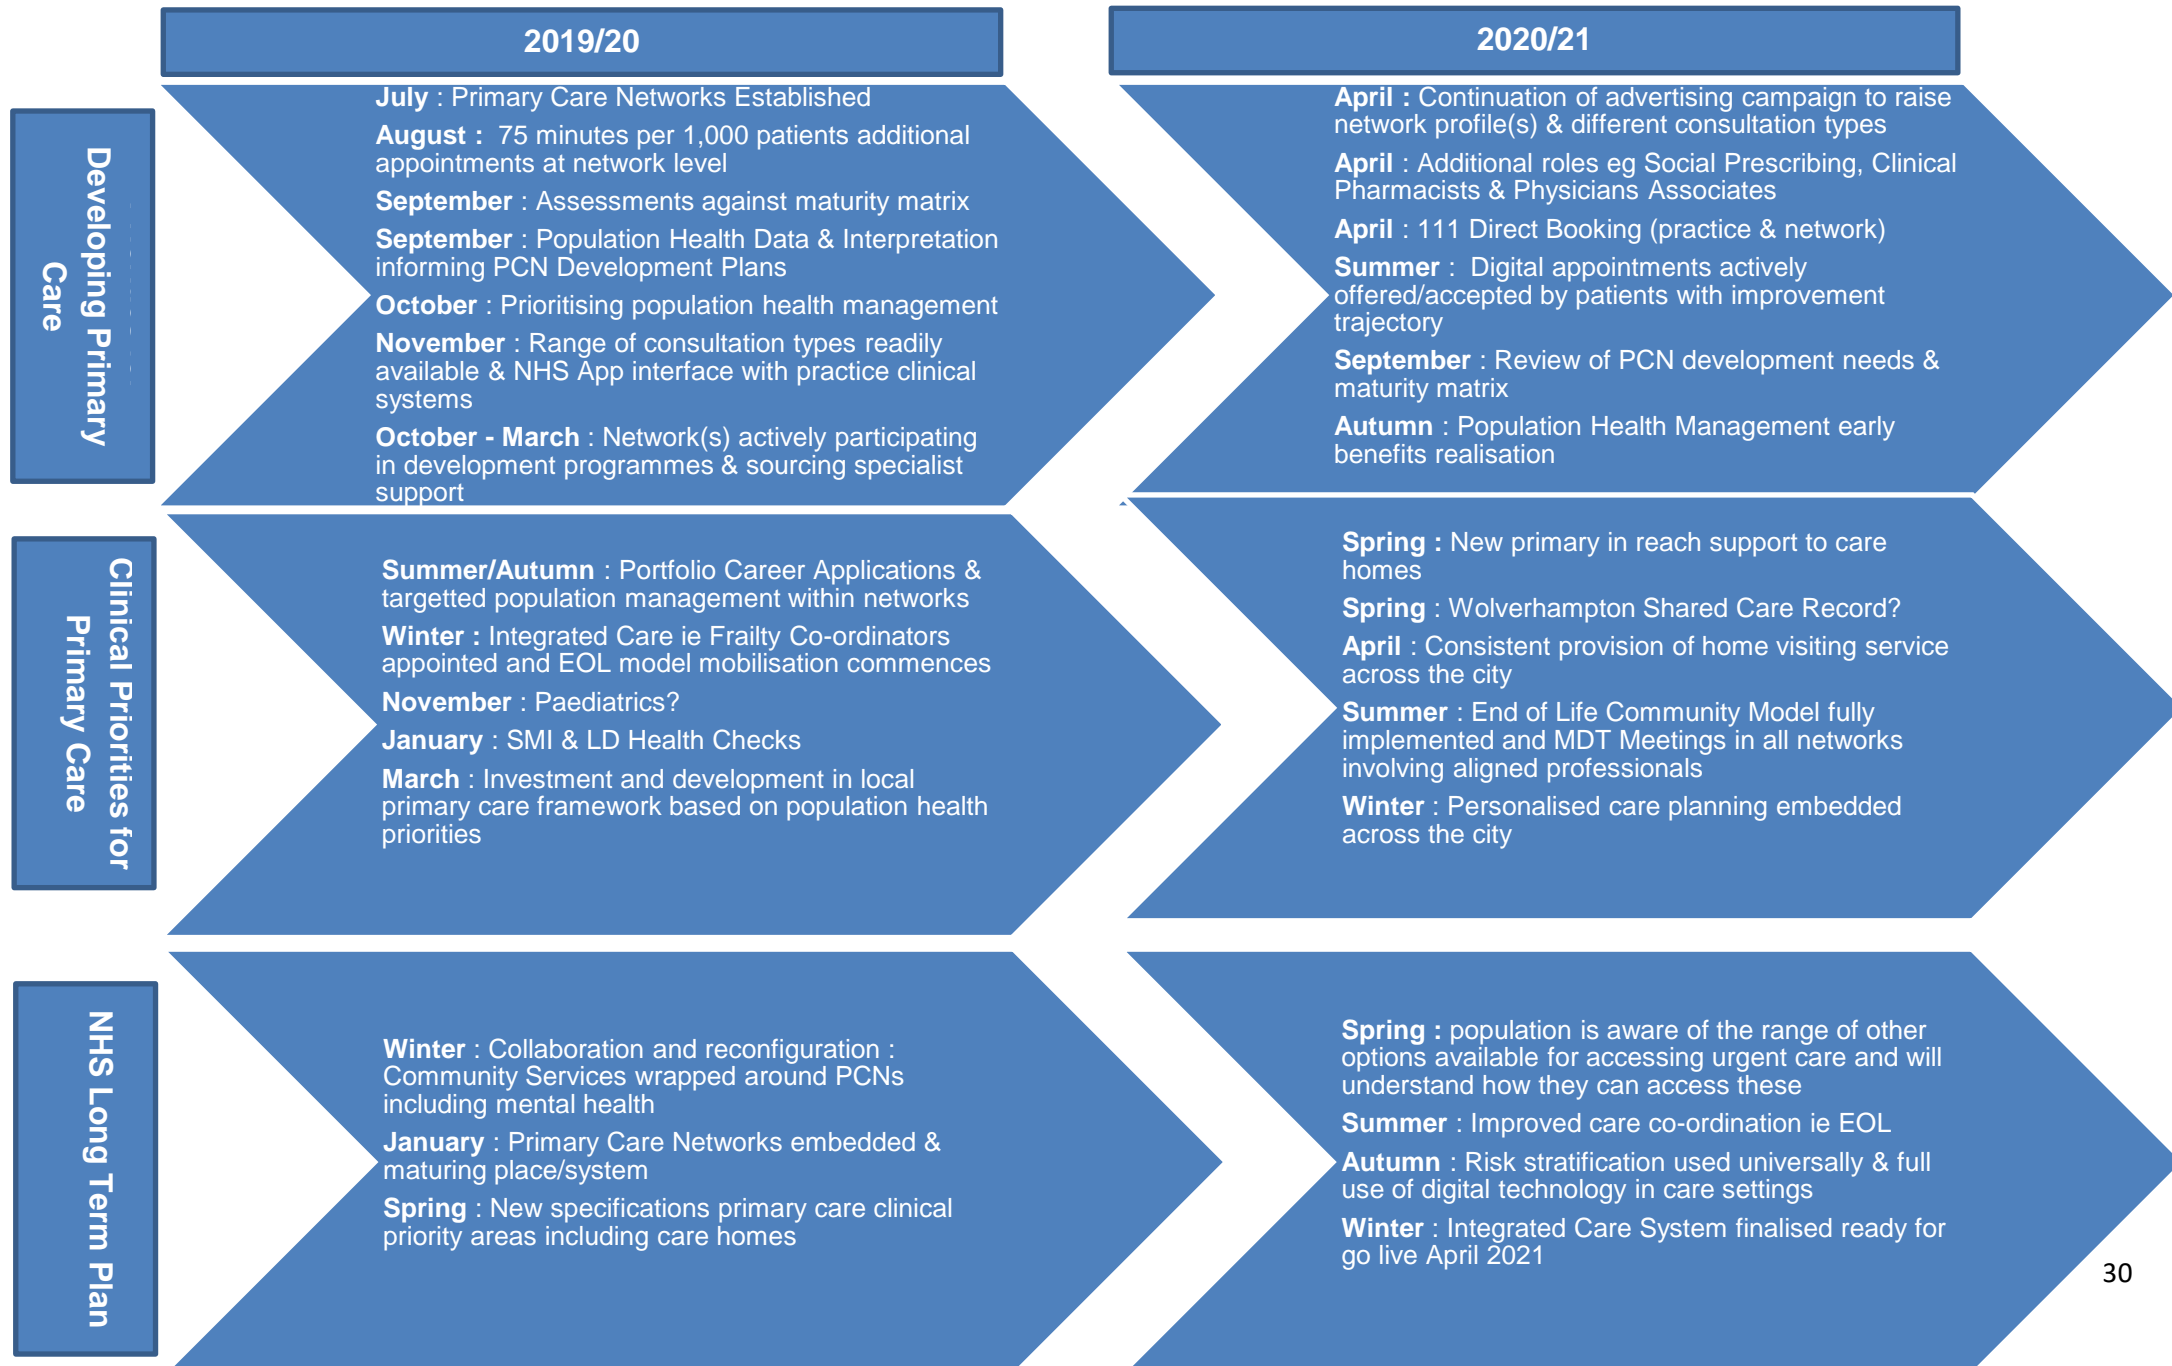 2019/20
2020/21
Developing Primary
Care
July : Primary Care Networks Established
August :  75 minutes per 1,000 patients additional
appointments at network level
September : Assessments against maturity matrix
September : Population Health Data & Interpretation
informing PCN Development Plans
October : Prioritising population health management
November : Range of consultation types readily
available & NHS App interface with practice clinical
systems
October - March : Network(s) actively participating
in development programmes & sourcing specialist
support
April : Continuation of advertising campaign to raise
network profile(s) & different consultation types
April : Additional roles eg Social Prescribing, Clinical
Pharmacists & Physicians Associates
April : 111 Direct Booking (practice & network)
Summer :  Digital appointments actively
offered/accepted by patients with improvement
trajectory
September : Review of PCN development needs &
maturity matrix
Autumn : Population Health Management early
benefits realisation
Clinical Priorities for
Primary Care
Summer/Autumn : Portfolio Career Applications &
targetted population management within networks
Winter : Integrated Care ie Frailty Co-ordinators
appointed and EOL model mobilisation commences
November : Paediatrics?
January : SMI & LD Health Checks
March : Investment and development in local
primary care framework based on population health
priorities
Spring : New primary in reach support to care
homes
Spring : Wolverhampton Shared Care Record?
April : Consistent provision of home visiting service
across the city
Summer : End of Life Community Model fully
implemented and MDT Meetings in all networks
involving aligned professionals
Winter : Personalised care planning embedded
across the city
NHS Long Term Plan
Winter : Collaboration and reconfiguration :
Community Services wrapped around PCNs
including mental health
January : Primary Care Networks embedded &
maturing place/system
Spring : New specifications primary care clinical
priority areas including care homes
Spring : population is aware of the range of other
options available for accessing urgent care and will
understand how they can access these
Summer : Improved care co-ordination ie EOL
Autumn : Risk stratification used universally & full
use of digital technology in care settings
Winter : Integrated Care System finalised ready for
go live April 2021
30